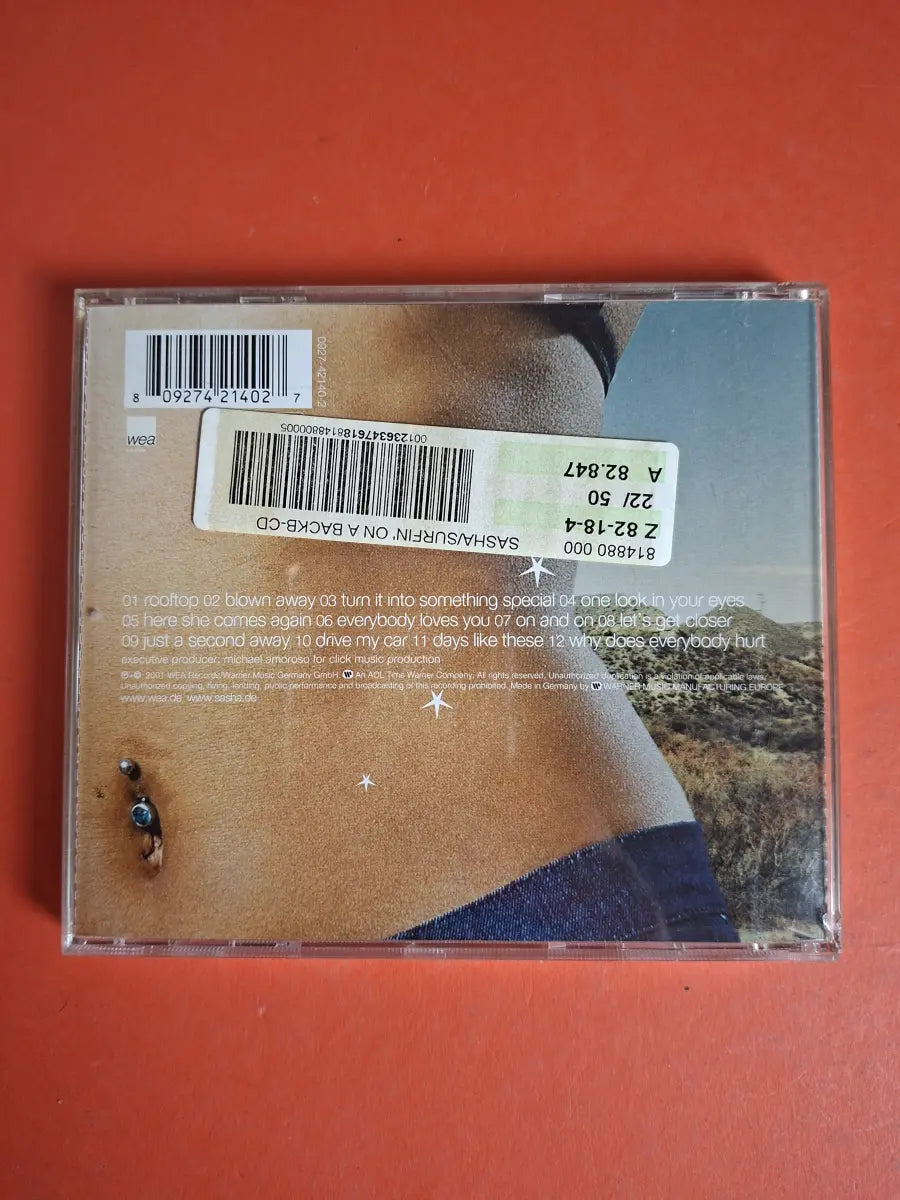 8 09274 21402 7
0927-42140-2
wea
001236347618814880005
SASHA/SURFIN' ON A BACKB-CD
814880 000
Z 82-18-4
22/ 50
A 82.847
01 rooftop 02 blown away 03 turn it into something special 04 one look in your eyes
05 here she comes again 06 everybody loves you 07 on and on 08 let's get closer
09 just a second away 10 drive my car 11 days like these 12 why does everybody hurt
executive producer: michael amoroso for click music production
℗+© 2001 WEA Records/Warner Music Germany GmbH. An AOL Time Warner Company. All rights reserved. Unauthorized duplication is a violation of applicable laws.
Unauthorized copying, hiring, lending, public performance and broadcasting of this recording prohibited. Made in Germany by WARNER MUSIC MANUFACTURING EUROPE
www.wea.de www.sasha.de